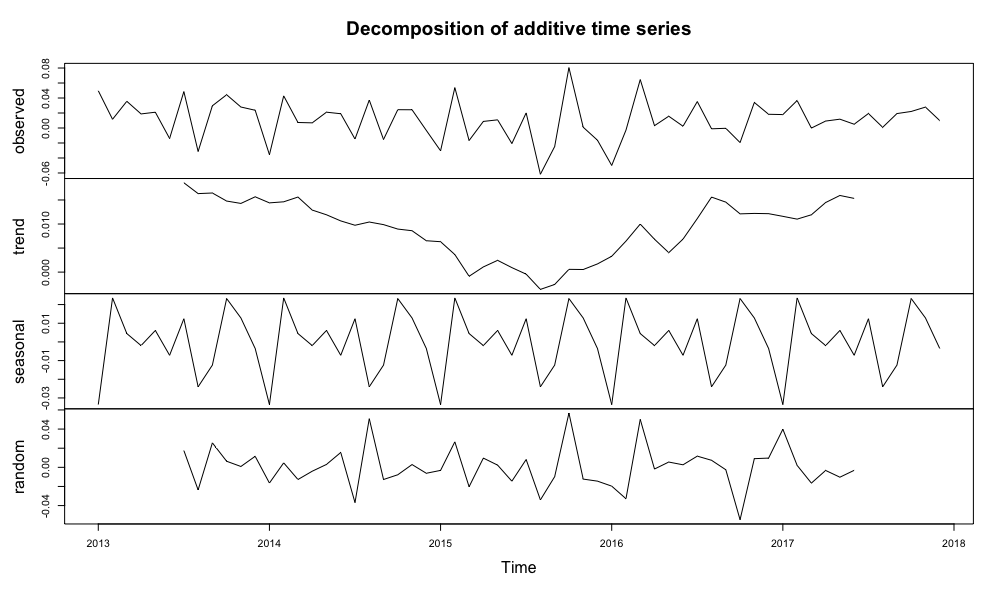 Decomposition of additive time series
observed
-0.06 0.00 0.04 0.08
trend
0.000 0.010
seasonal
-0.03 -0.01 0.01
random
-0.04 0.00 0.04
2013 2014 2015 2016 2017 2018
Time